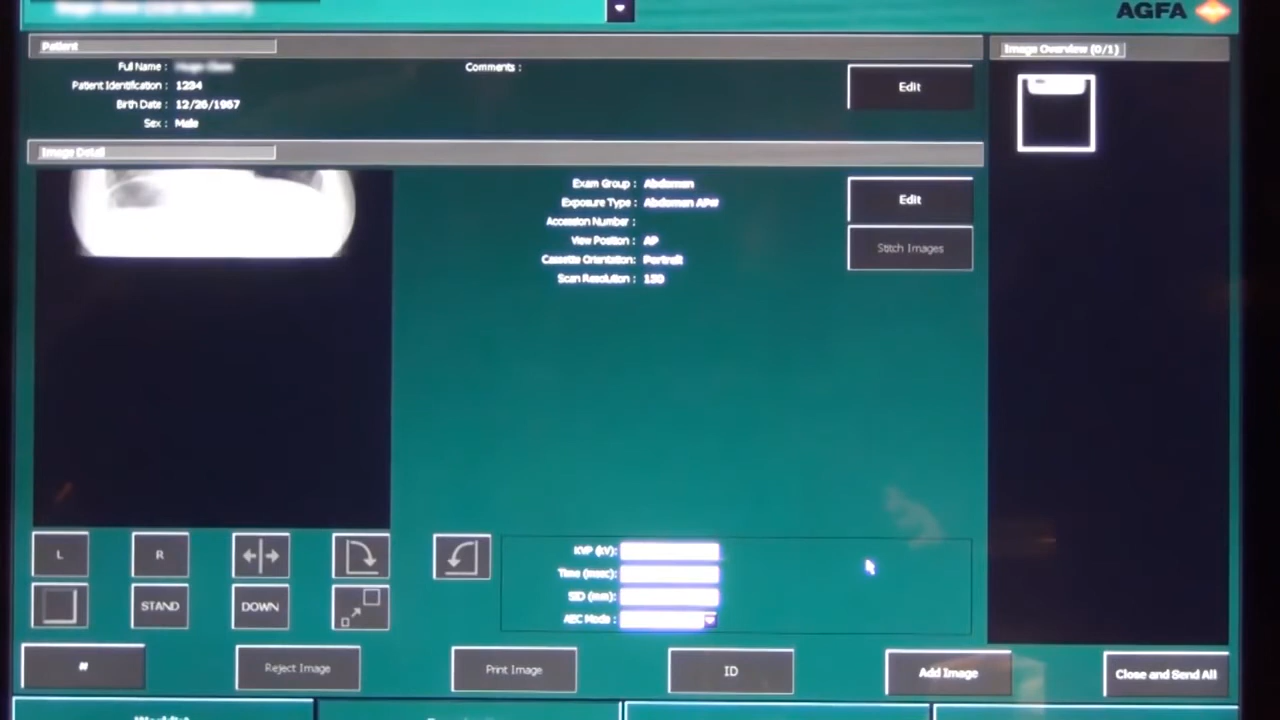 AGFA
Patient
Image Overview (0/1)
Full Name :
Comments :
Edit
Patient Identification : 1234
Birth Date : 12/26/1967
Sex : Male
Image Detail
Exam Group : Abdomen
Edit
Exposure Type : Abdomen AP#
Accession Number :
View Position : AP
Stitch Images
Cassette Orientation: Portrait
Scan Resolution : 150
L
R
KVP (kV):
Time (msec):
SID (mm):
STAND
DOWN
AEC Mode :
Reject Image
Print Image
ID
Add Image
Close and Send All
Worklist